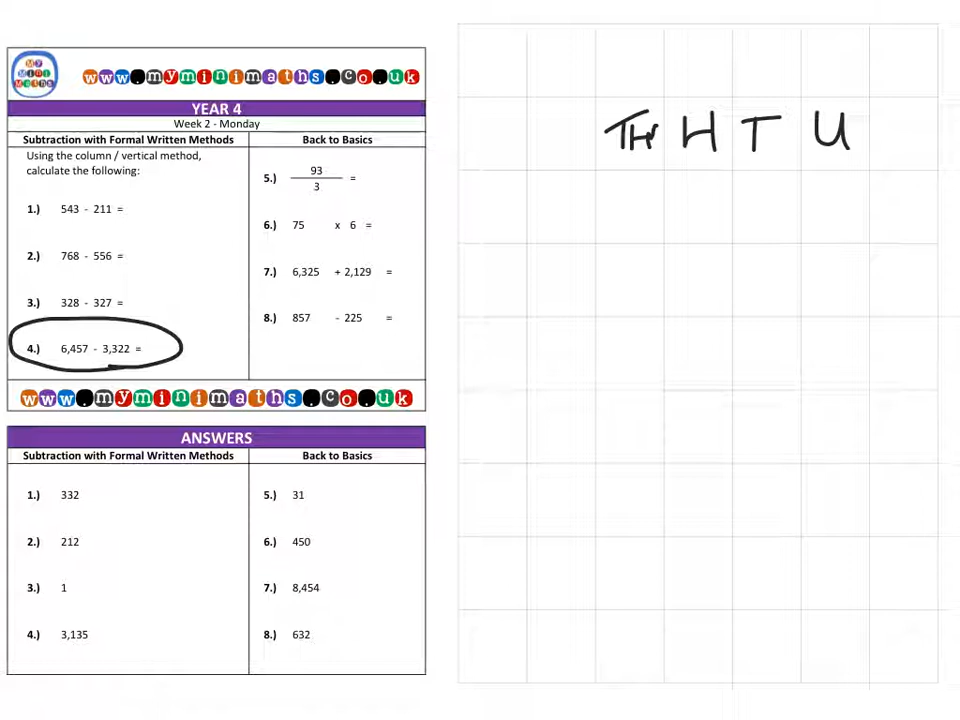 My
Mini
Maths
www.myminimaths.co.uk
YEAR 4
Week 2 - Monday
Subtraction with Formal Written Methods
Using the column / vertical method,
calculate the following:
1.) 543 - 211 =
2.) 768 - 556 =
3.) 328 - 327 =
4.) 6,457 - 3,322 =
Back to Basics
5.) 93
3 =
6.) 75 x 6 =
7.) 6,325 + 2,129 =
8.) 857 - 225 =
www.myminimaths.co.uk
ANSWERS
Subtraction with Formal Written Methods
1.) 332
2.) 212
3.) 1
4.) 3,135
Back to Basics
5.) 31
6.) 450
7.) 8,454
8.) 632
H T U